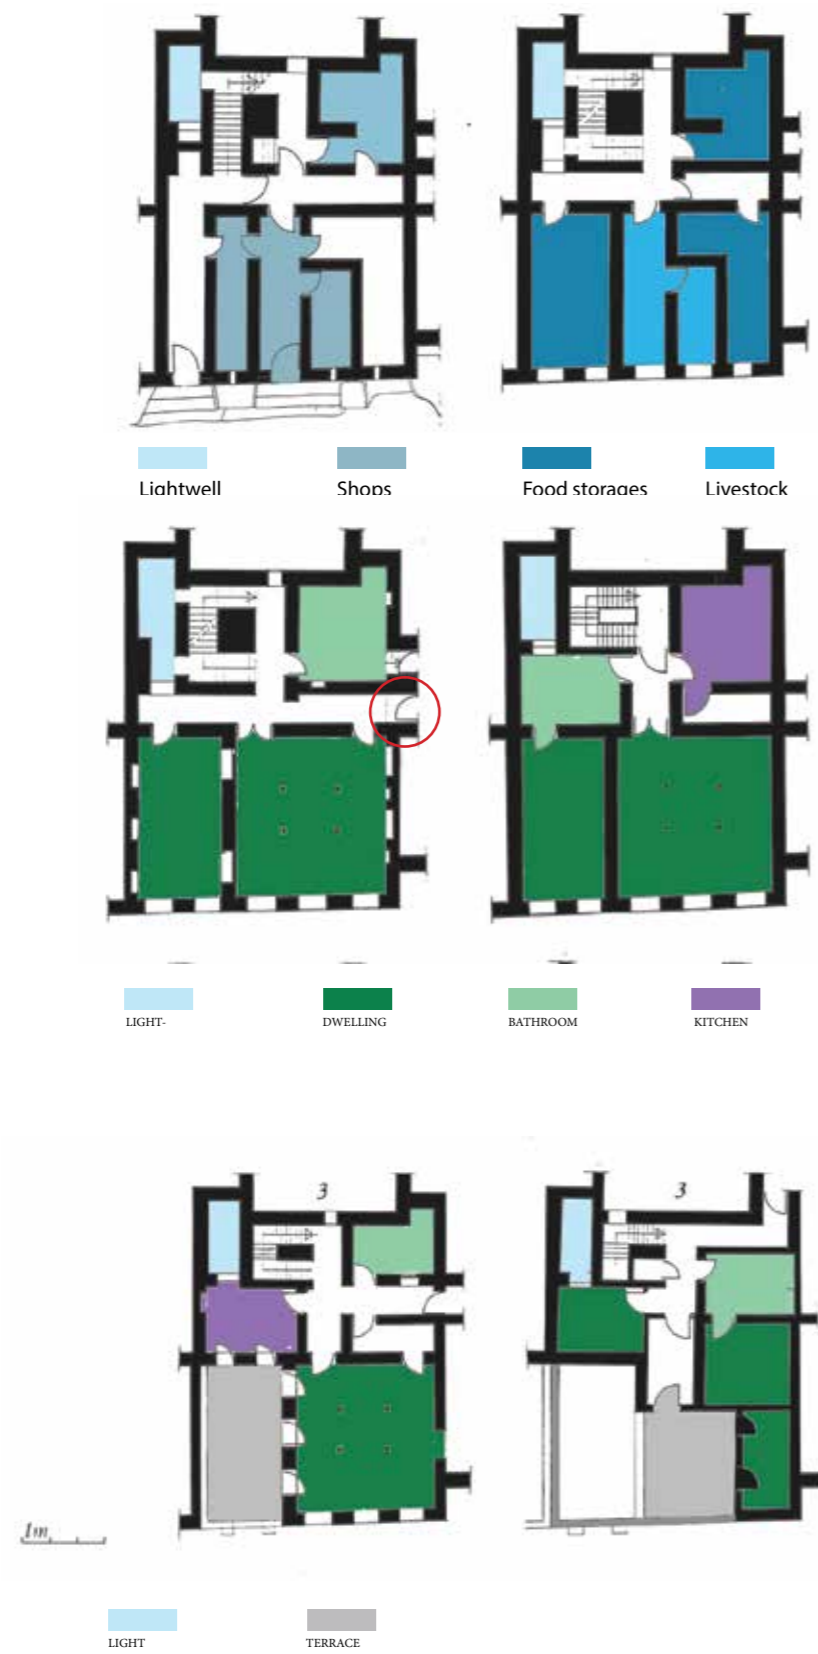 Lightwell
Shops
Food storages
Livestock
LIGHT-
DWELLING
BATHROOM
KITCHEN
3
3
1m
LIGHT
TERRACE